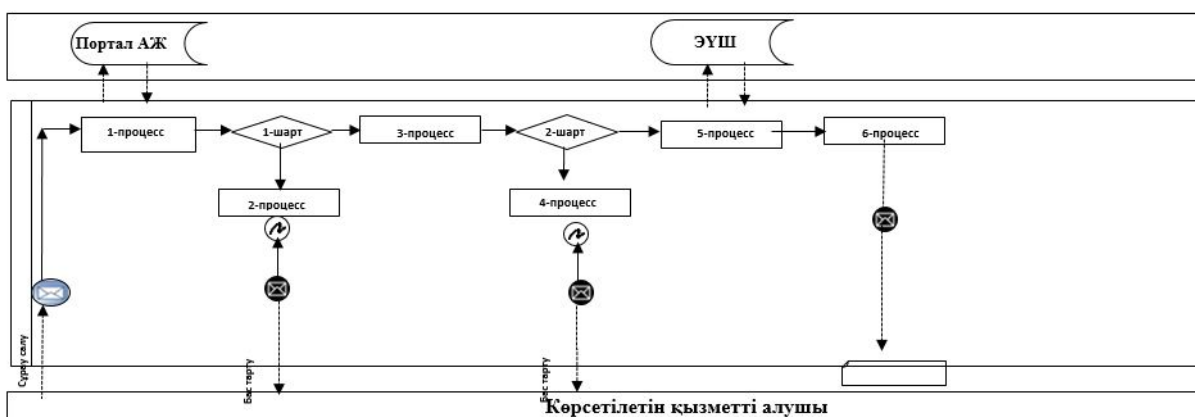 Портал АЖ
ЭҮШ
1-процесс
1-шарт
3-процесс
2-шарт
5-процесс
6-процесс
2-процесс
4-процесс
Сұрау салу
Бас тарту
Бас тарту
Көрсетілетін қызметті алушы